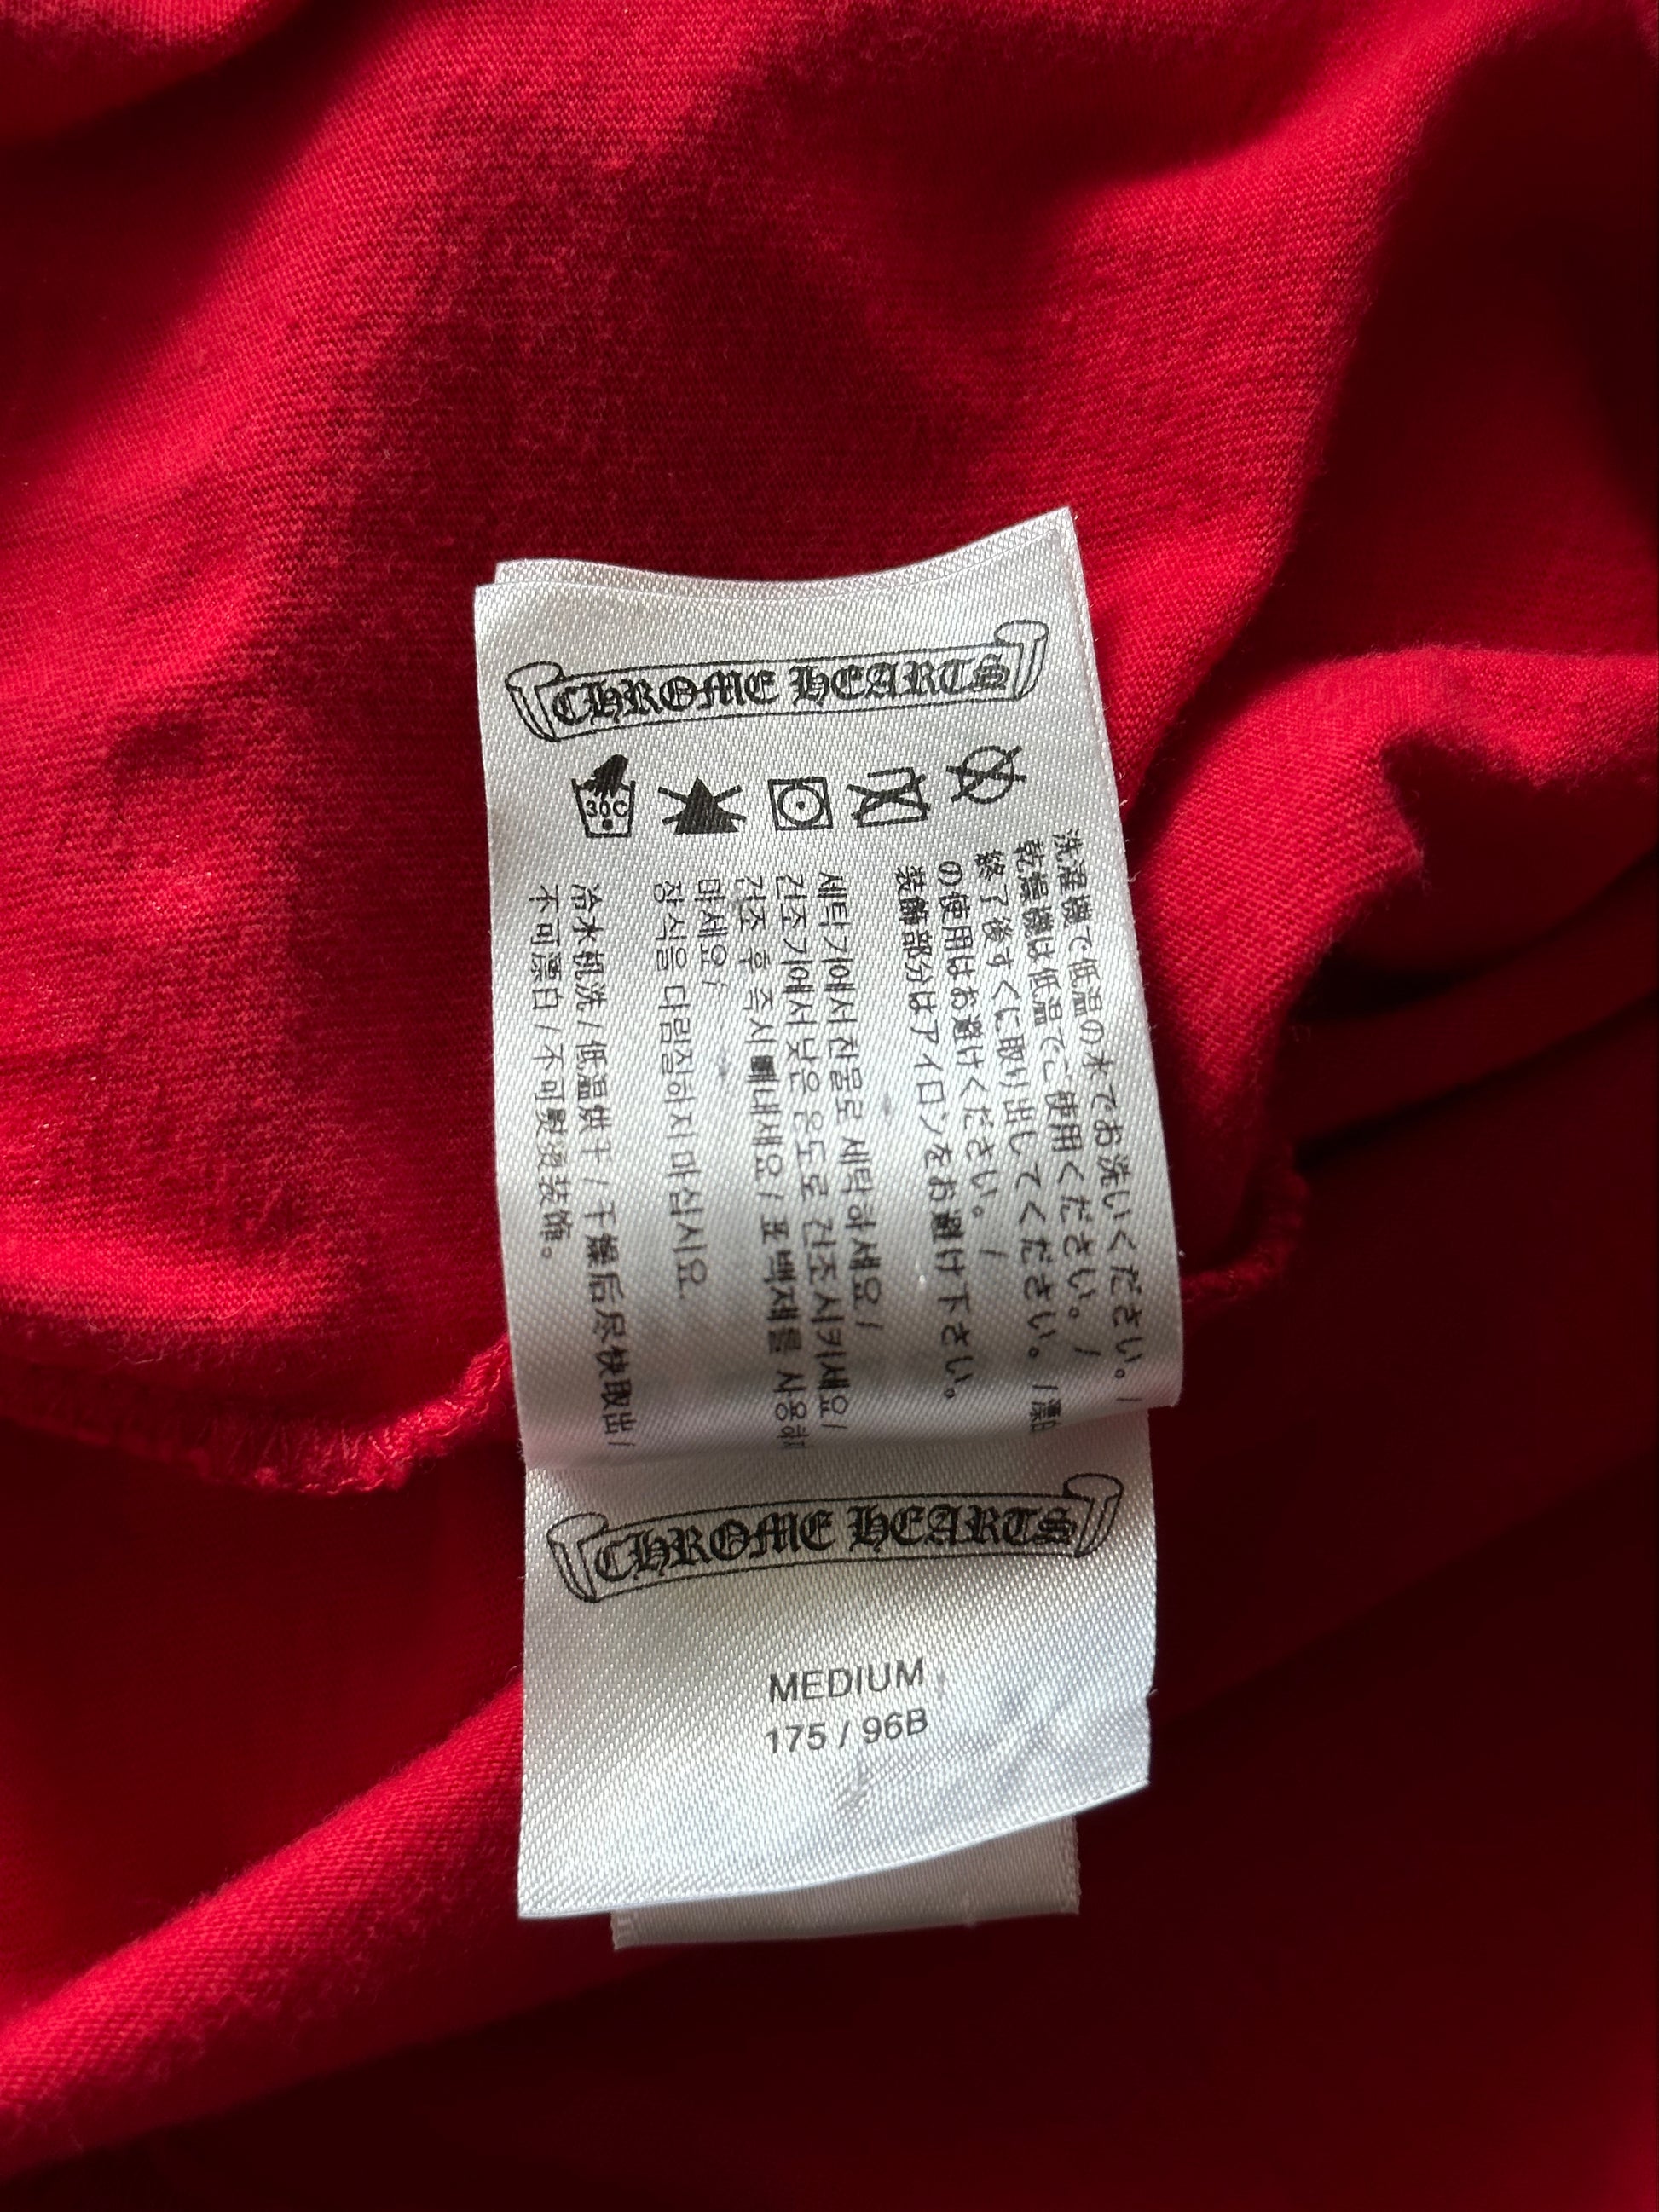 CHROME HEARTS
30C
洗濯機で低温の水でお洗いください。/
乾燥機は低温でご使用ください。/
終了後すぐに取り出してください。/漂白
の使用はお避けください。/
装飾部分はアイロンをお避け下さい。
세탁기에서 찬물로 세탁하세요/
건조기에서 낮은 온도로 건조시키세요/
건조 후 즉시 빼내세요/ 표백제를 사용하지
마세요/
장식을 다림질하지 마십시요.
冷水机洗/低温烘干/干燥后尽快取出/
不可漂白/不可熨烫装饰。
CHROME HEARTS
MEDIUM
175 / 96B